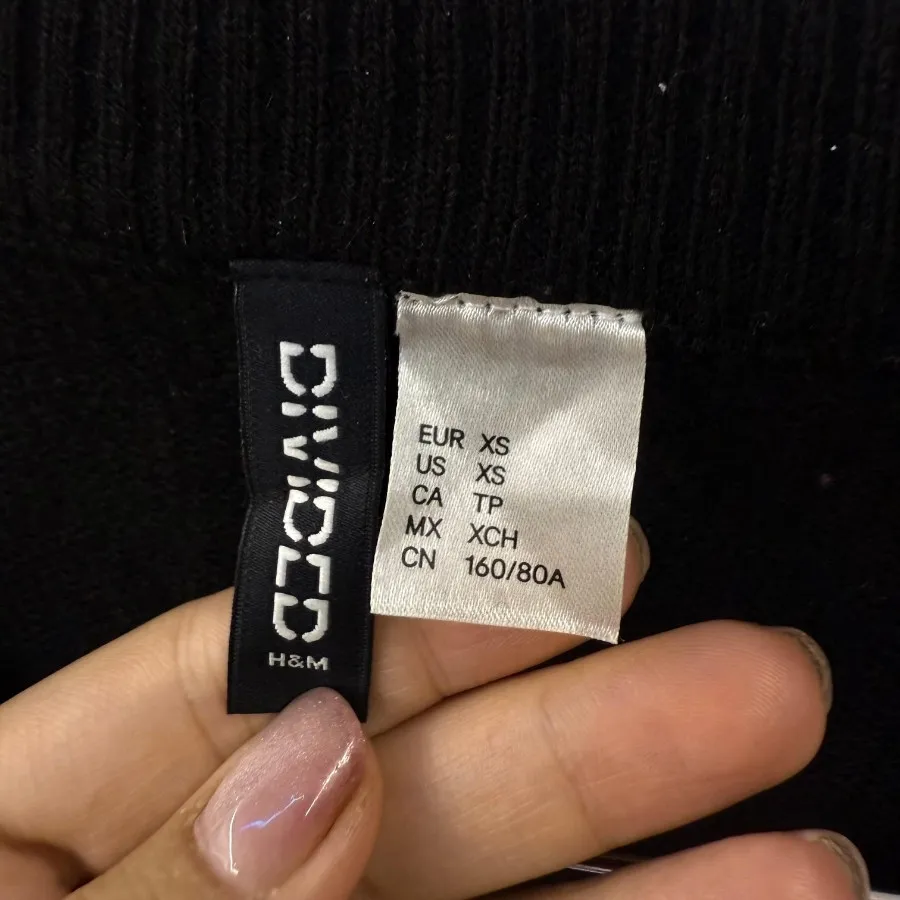 DIVIDED
H&M
EUR XS
US XS
CA TP
MX XCH
CN 160/80A